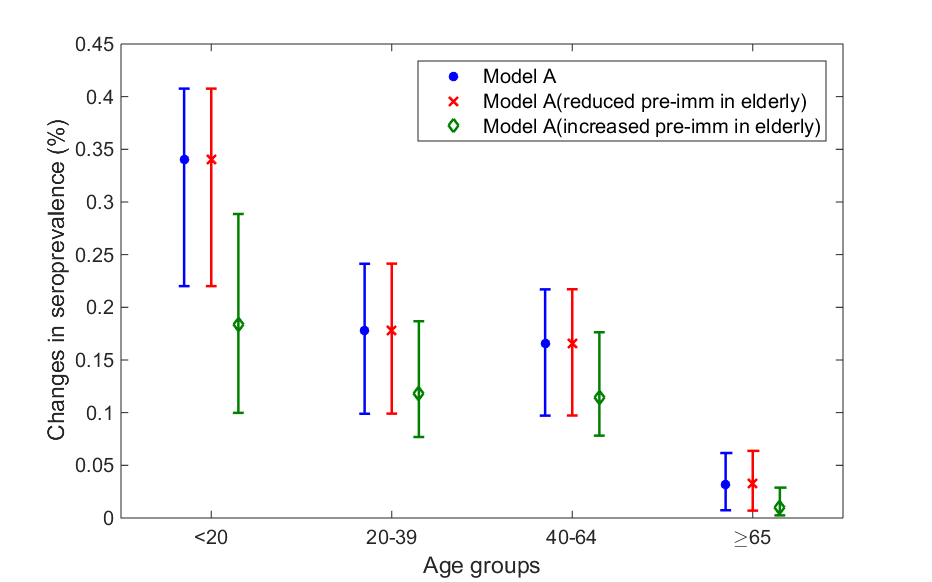 0.45
0.4
0.35
0.3
0.25
0.2
0.15
0.1
0.05
0
Changes in seroprevalence (%)
Model A
Model A(reduced pre-imm in elderly)
Model A(increased pre-imm in elderly)
<20 20-39 40-64 ≥65
Age groups